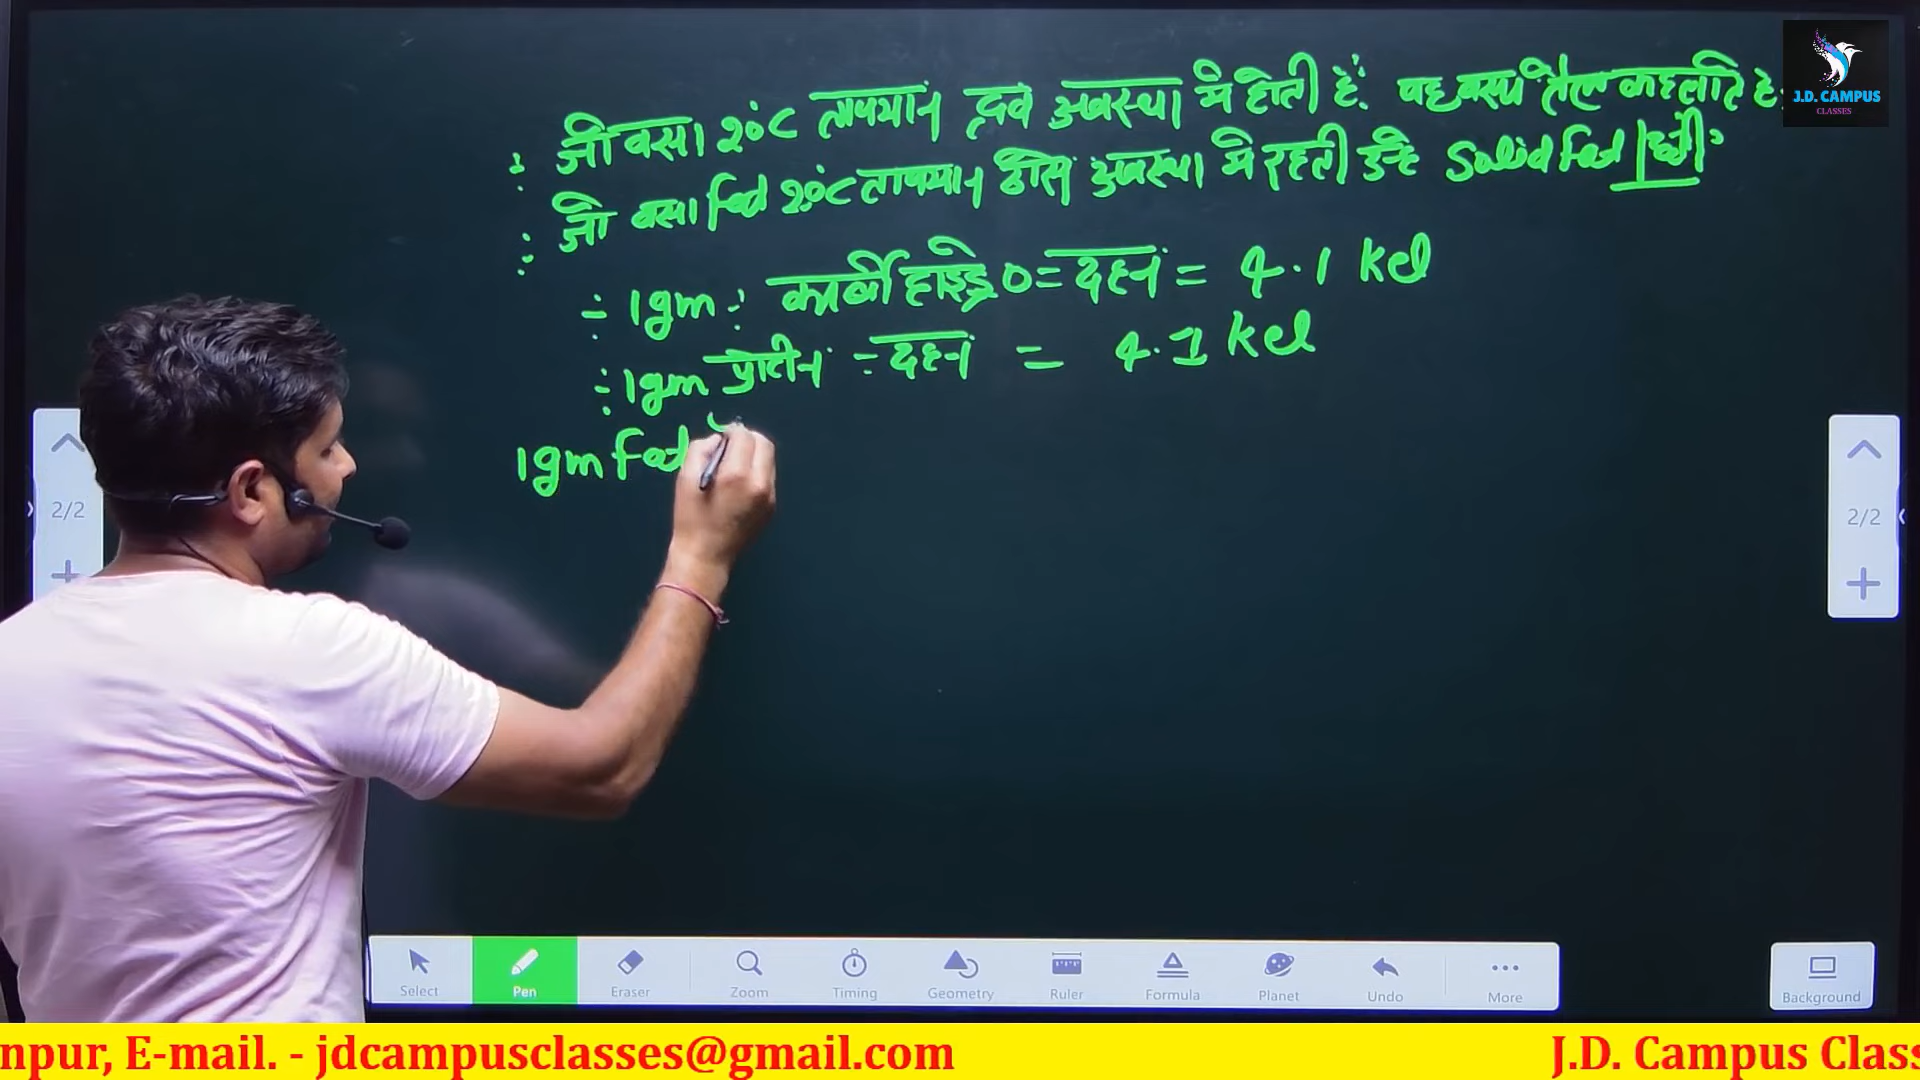 J.D. CAMPUS
CLASSES
÷ जो वसा 20°C तापमान द्रव अवस्था मे होती है. वह वसा तेल कहलाते है.
÷ जो वसा fat 20°C तापमान ठोस अवस्था मे रहती इन्हे Solid Fat घी
÷ 1gm कार्बोहाइड्रे० = दहन = 4.1 kcl
÷ 1gm प्रोटीन - दहन = 4.1 kcl
1gm Fat
2/2
2/2
Select Pen Eraser Zoom Timing Geometry Ruler Formula Planet Undo More Background
npur, E-mail. - jdcampusclasses@gmail.com J.D. Campus Class